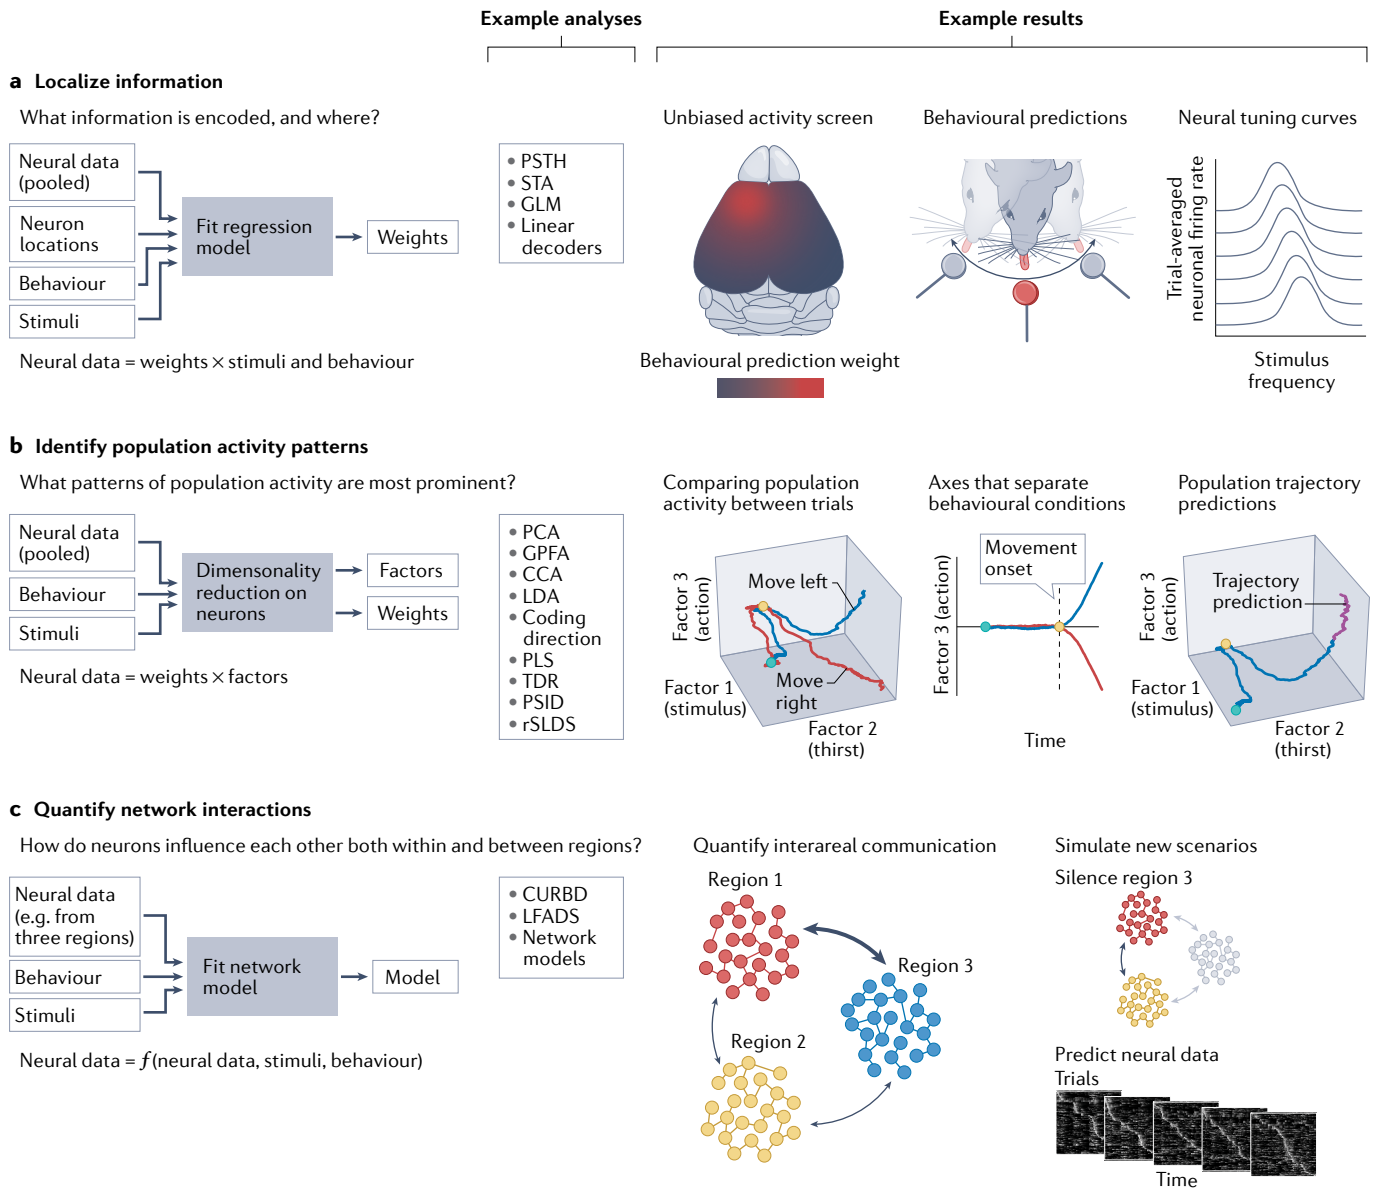 Example analyses
Example results
a Localize information
What information is encoded, and where?
Neural data
(pooled)
Neuron
locations
Behaviour
Stimuli
Fit regression
model
Weights
Neural data = weights × stimuli and behaviour
• PSTH
• STA
• GLM
• Linear
decoders
Unbiased activity screen
Behavioural prediction weight
Behavioural predictions
Neural tuning curves
Trial-averaged
neuronal firing rate
Stimulus
frequency
b Identify population activity patterns
What patterns of population activity are most prominent?
Neural data
(pooled)
Behaviour
Stimuli
Dimensonality
reduction on
neurons
Factors
Weights
Neural data = weights × factors
• PCA
• GPFA
• CCA
• LDA
• Coding
direction
• PLS
• TDR
• PSID
• rSLDS
Comparing population
activity between trials
Factor 3
(action)
Move left
Move
right
Factor 1
(stimulus)
Factor 2
(thirst)
Axes that separate
behavioural conditions
Movement
onset
Factor 3 (action)
Time
Population trajectory
predictions
Factor 3
(action)
Trajectory
prediction
Factor 1
(stimulus)
Factor 2
(thirst)
c Quantify network interactions
How do neurons influence each other both within and between regions?
Neural data
(e.g. from
three regions)
Behaviour
Stimuli
Fit network
model
Model
Neural data = f(neural data, stimuli, behaviour)
• CURBD
• LFADS
• Network
models
Quantify interareal communication
Region 1
Region 3
Region 2
Simulate new scenarios
Silence region 3
Predict neural data
Trials
Time